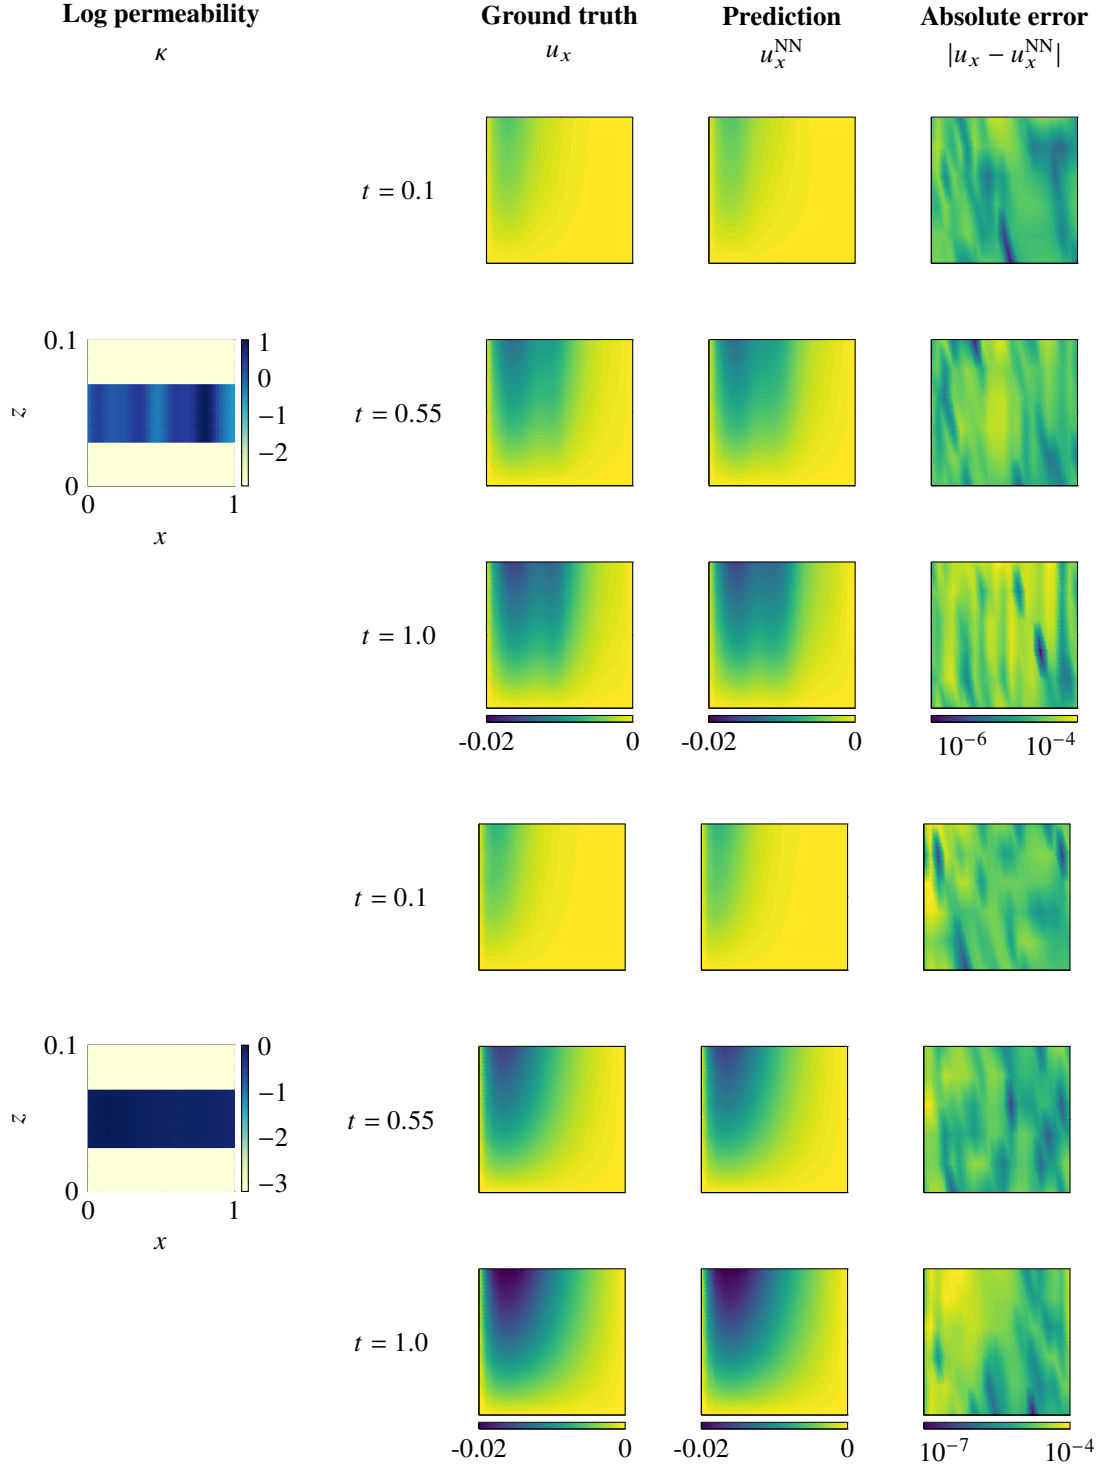 Log permeability Ground truth Prediction Absolute error
κ u_x u_x^NN |u_x − u_x^NN|
t = 0.1
0.1 1
0
z −1 t = 0.55
−2
0
0 1
x
t = 1.0
-0.02 0 -0.02 0 10^−6 10^−4
t = 0.1
0.1 0
−1
z t = 0.55
−2
0 −3
0 1
x
t = 1.0
-0.02 0 -0.02 0 10^−7 10^−4